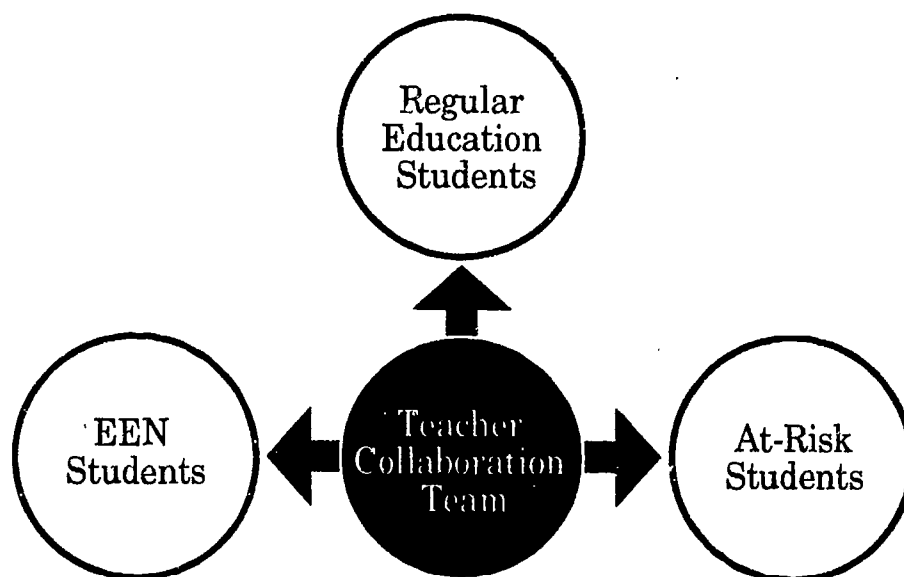 Regular
Education
Students
EEN
Students
Teacher
Collaboration
Team
At-Risk
Students